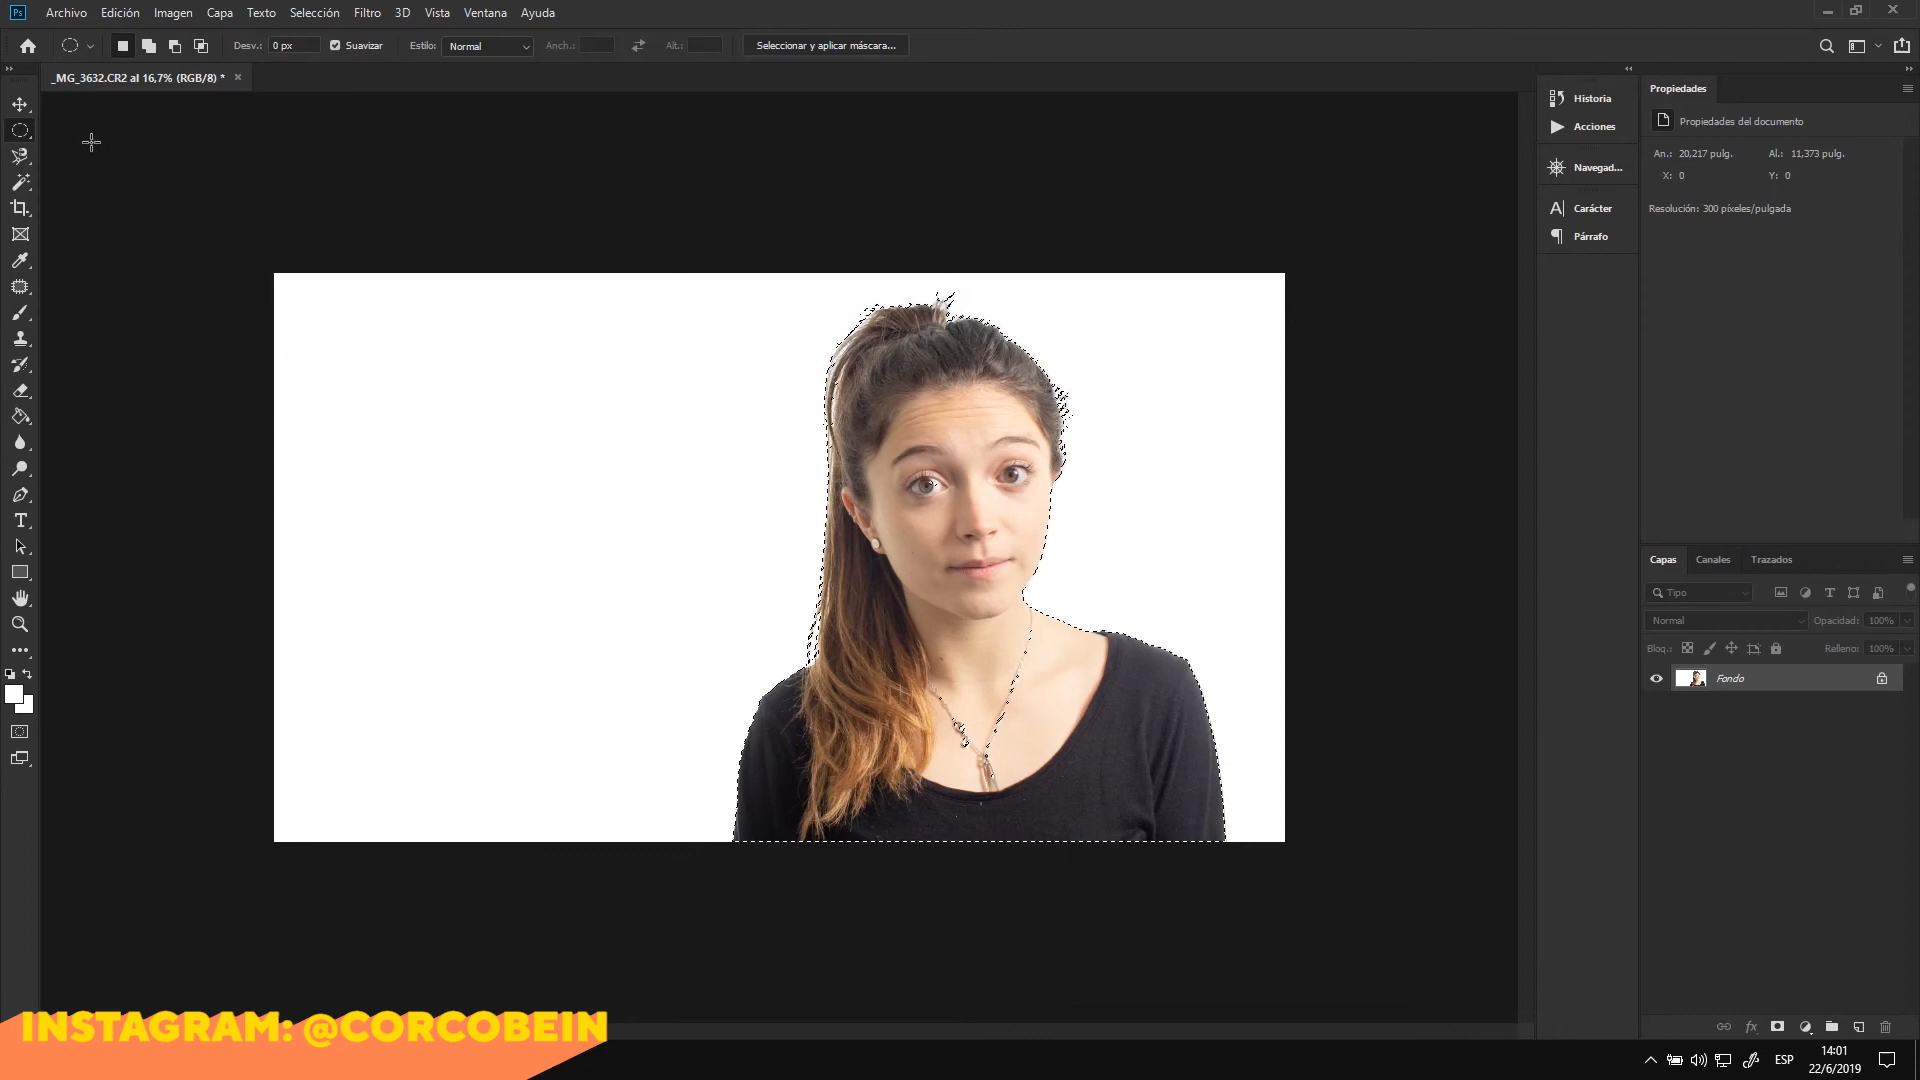 Ps Archivo Edición Imagen Capa Texto Selección Filtro 3D Vista Ventana Ayuda
Desv.: 0 px Suavizar Estilo: Normal Anch.: Alt.: Seleccionar y aplicar máscara...
_MG_3632.CR2 al 16,7% (RGB/8) *
Historia
Acciones
Navegad...
Carácter
Párrafo
Propiedades
Propiedades del documento
An.: 20,217 pulg. Al.: 11,373 pulg.
X: 0 Y: 0
Resolución: 300 píxeles/pulgada
Capas Canales Trazados
Tipo
Normal Opacidad: 100%
Bloq.: Relleno: 100%
Fondo
fx
INSTAGRAM: @CORCOBEIN
ESP
14:01
22/6/2019